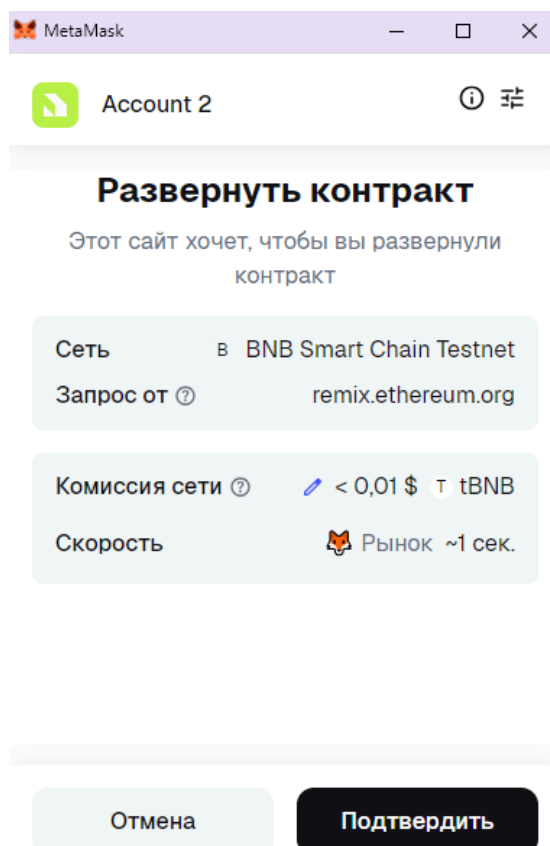 MetaMask
Account 2
Развернуть контракт
Этот сайт хочет, чтобы вы развернули
контракт
Сеть B BNB Smart Chain Testnet
Запрос от remix.ethereum.org
Комиссия сети < 0,01 $ T tBNB
Скорость Рынок ~1 сек.
Отмена Подтвердить